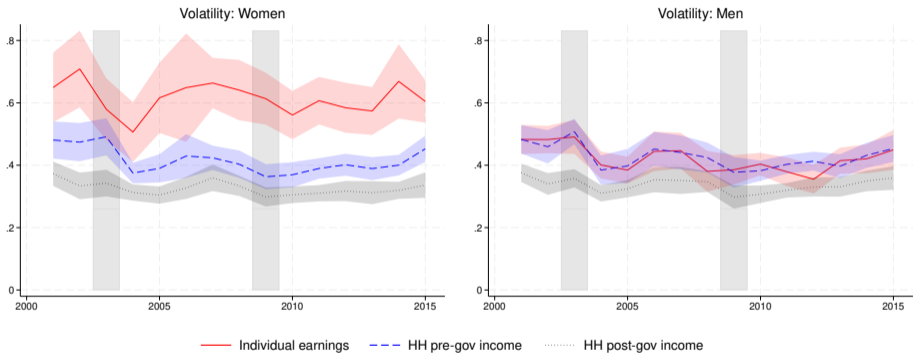 Volatility: Women
.8
.6
.4
.2
0
2000 2005 2010 2015
Volatility: Men
.8
.6
.4
.2
0
2000 2005 2010 2015
Individual earnings HH pre-gov income HH post-gov income